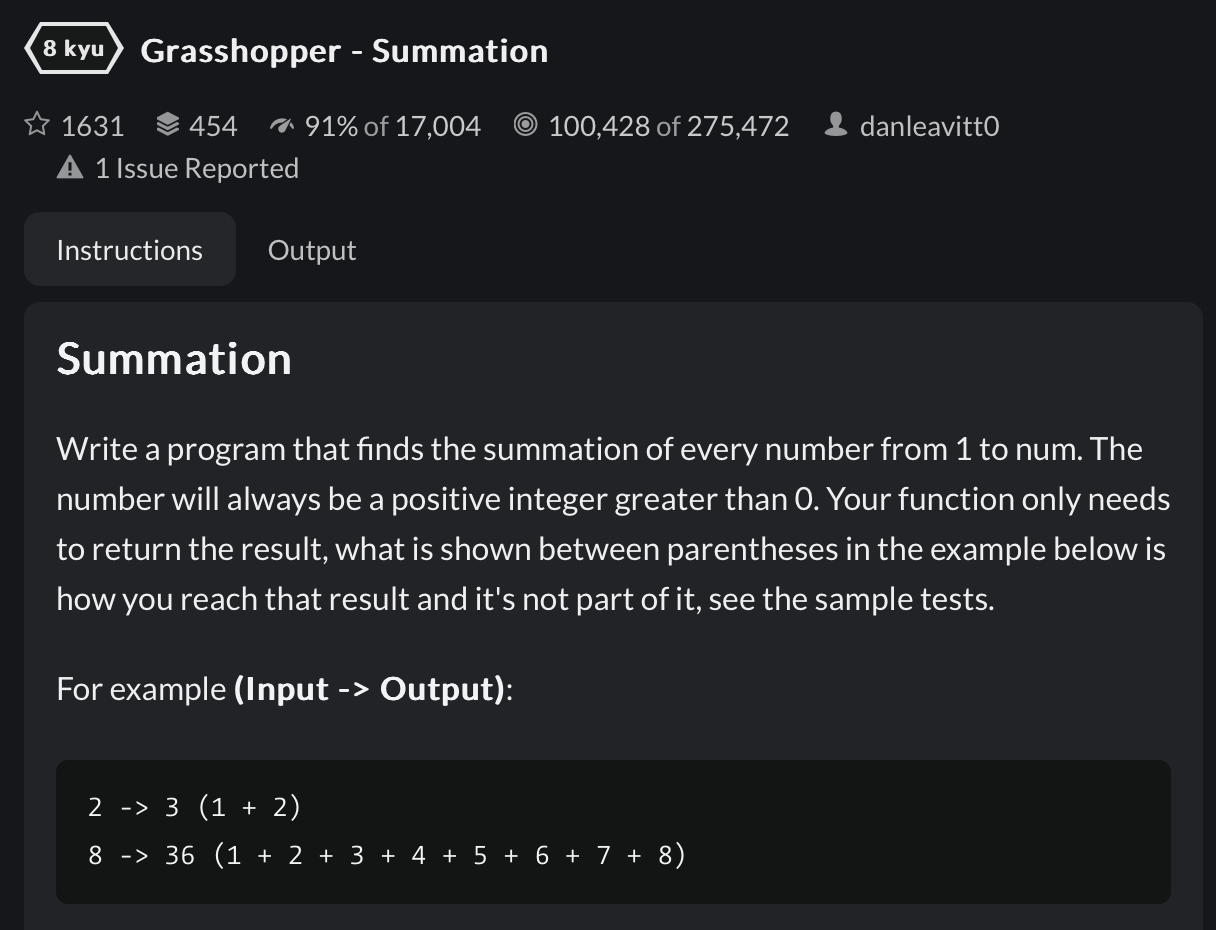 8 kyu Grasshopper - Summation
1631 454 91% of 17,004 100,428 of 275,472 danleavitt0
1 Issue Reported
Instructions Output
Summation
Write a program that finds the summation of every number from 1 to num. The
number will always be a positive integer greater than 0. Your function only needs
to return the result, what is shown between parentheses in the example below is
how you reach that result and it's not part of it, see the sample tests.
For example (Input -> Output):
2 -> 3 (1 + 2)
8 -> 36 (1 + 2 + 3 + 4 + 5 + 6 + 7 + 8)